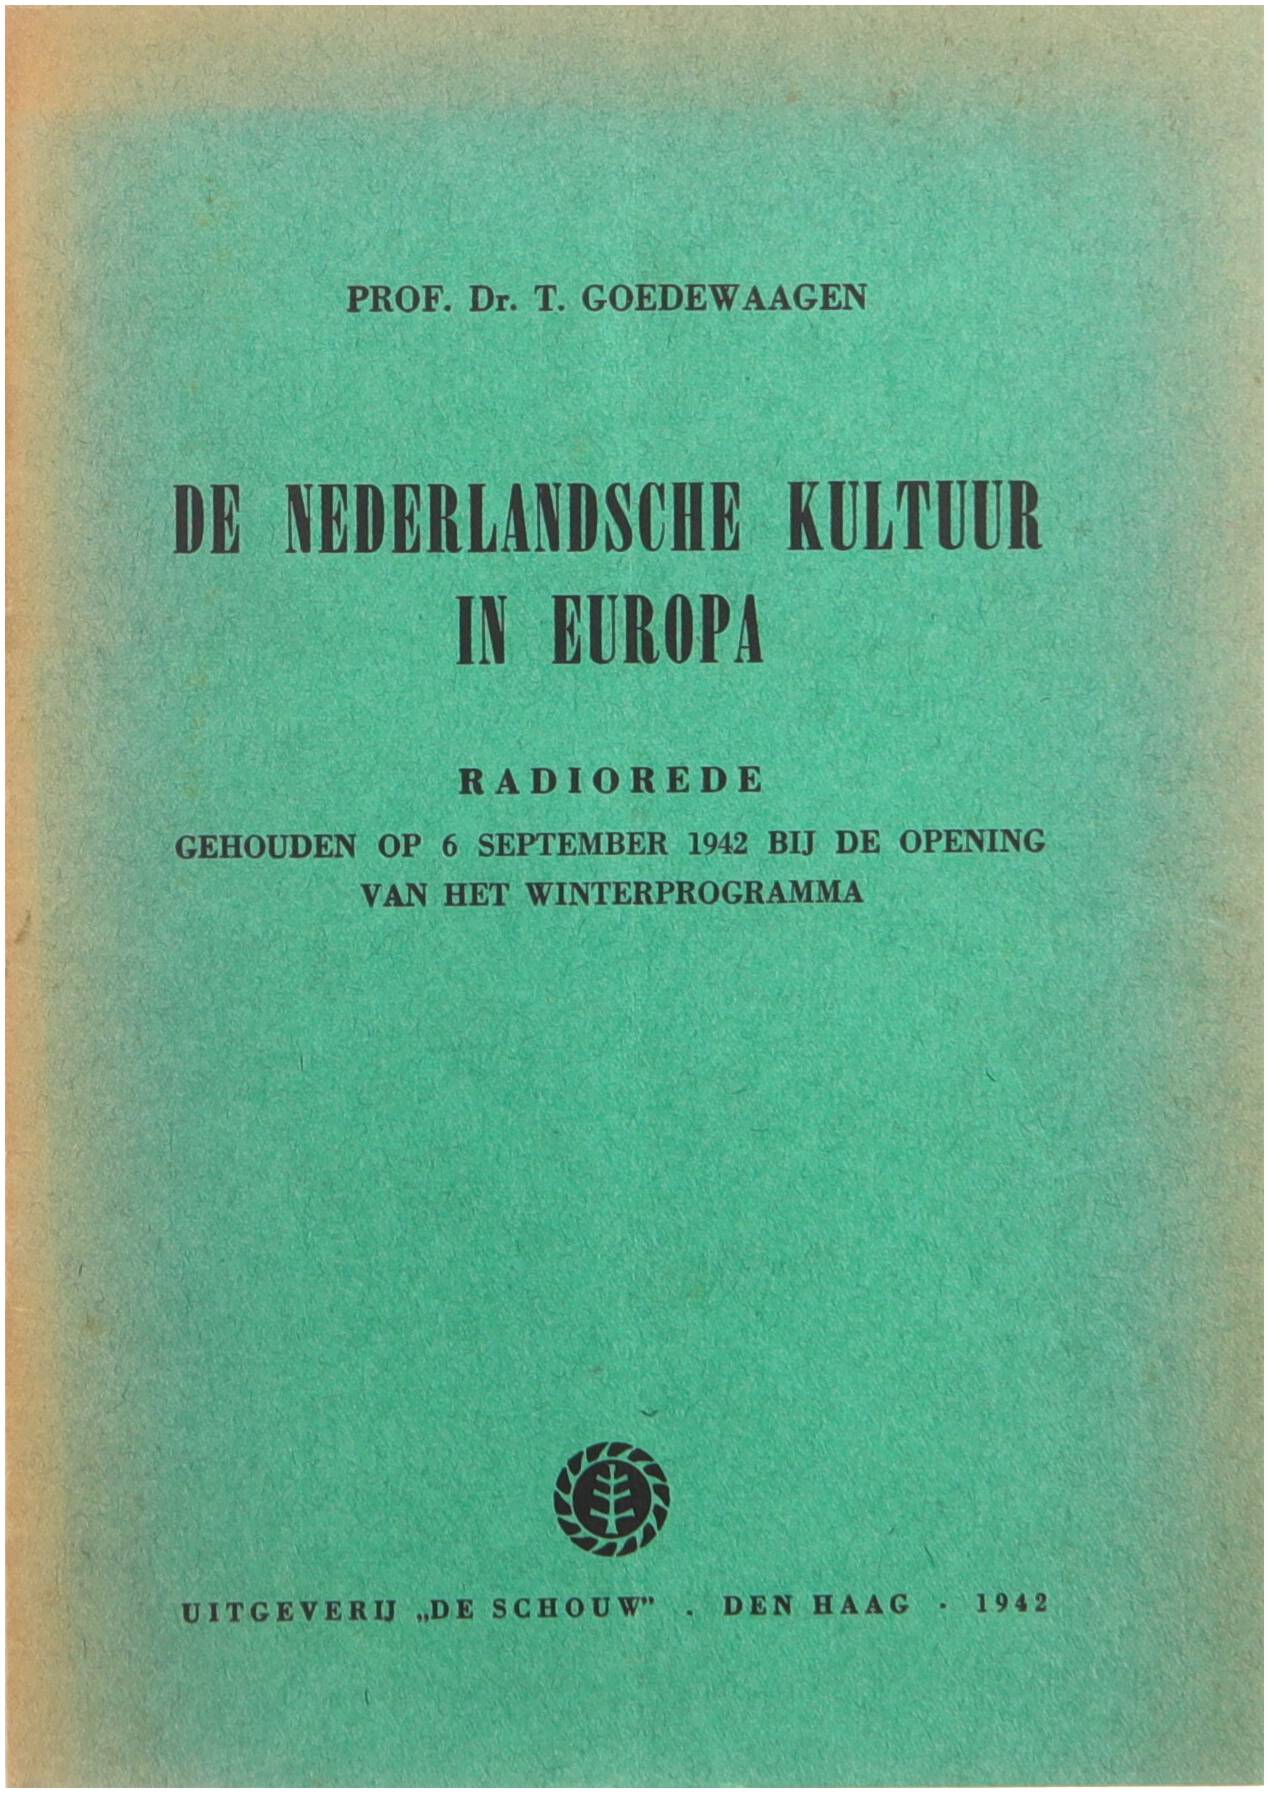 PROF. Dr. T. GOEDEWAAGEN
DE NEDERLANDSCHE KULTUUR
IN EUROPA
RADIOREDE
GEHOUDEN OP 6 SEPTEMBER 1942 BIJ DE OPENING
VAN HET WINTERPROGRAMMA
UITGEVERIJ „DE SCHOUW” . DEN HAAG · 1942